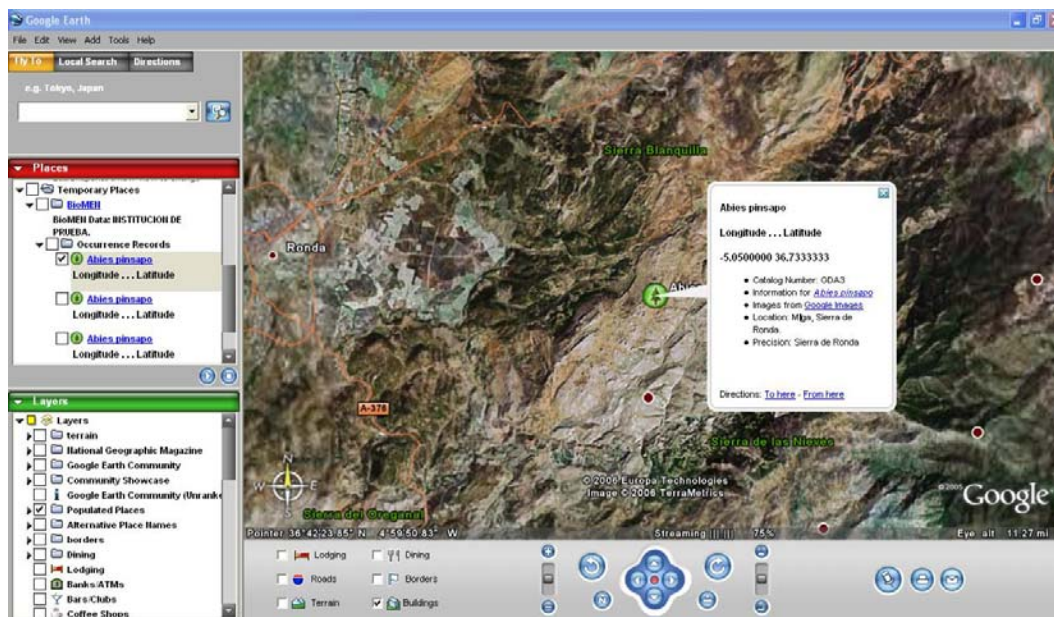 Google Earth
File Edit View Add Tools Help
Fly To Local Search Directions
e.g. Tokyo, Japan
Places
Temporary Places
BioMEN
BioMEN Data: INSTITUCION DE
PRUEBA.
Occurrence Records
Abies pinsapo
Longitude . . . Latitude
Abies pinsapo
Longitude . . . Latitude
Abies pinsapo
Longitude . . . Latitude
Layers
Layers
terrain
National Geographic Magazine
Google Earth Community
Community Showcase
Google Earth Community (Unranke
Populated Places
Alternative Place Names
borders
Dining
Lodging
Banks/ATMs
Bars/Clubs
Coffee Shops
Sierra Blanquilla
Ronda
Abies
Abies pinsapo
Longitude . . . Latitude
-5.0500000 36.7333333
Catalog Number: GDA3
Information for Abies pinsapo
Images from Google Images
Location: Sierra de
Ronda.
Precision: Sierra de Ronda
Directions: To here - From here
A-376
Sierra de las Nieves
N
W E
S
Sierra del Oreganal
© 2006 Europa Technologies
Image © 2006 TerraMetrics
© 2005 Google
Pointer 36°42'23.85" N 4°59'50.83" W Streaming |||||| 75% Eye alt 11.27 mi
Lodging Dining
Roads Borders
Terrain Buildings
N